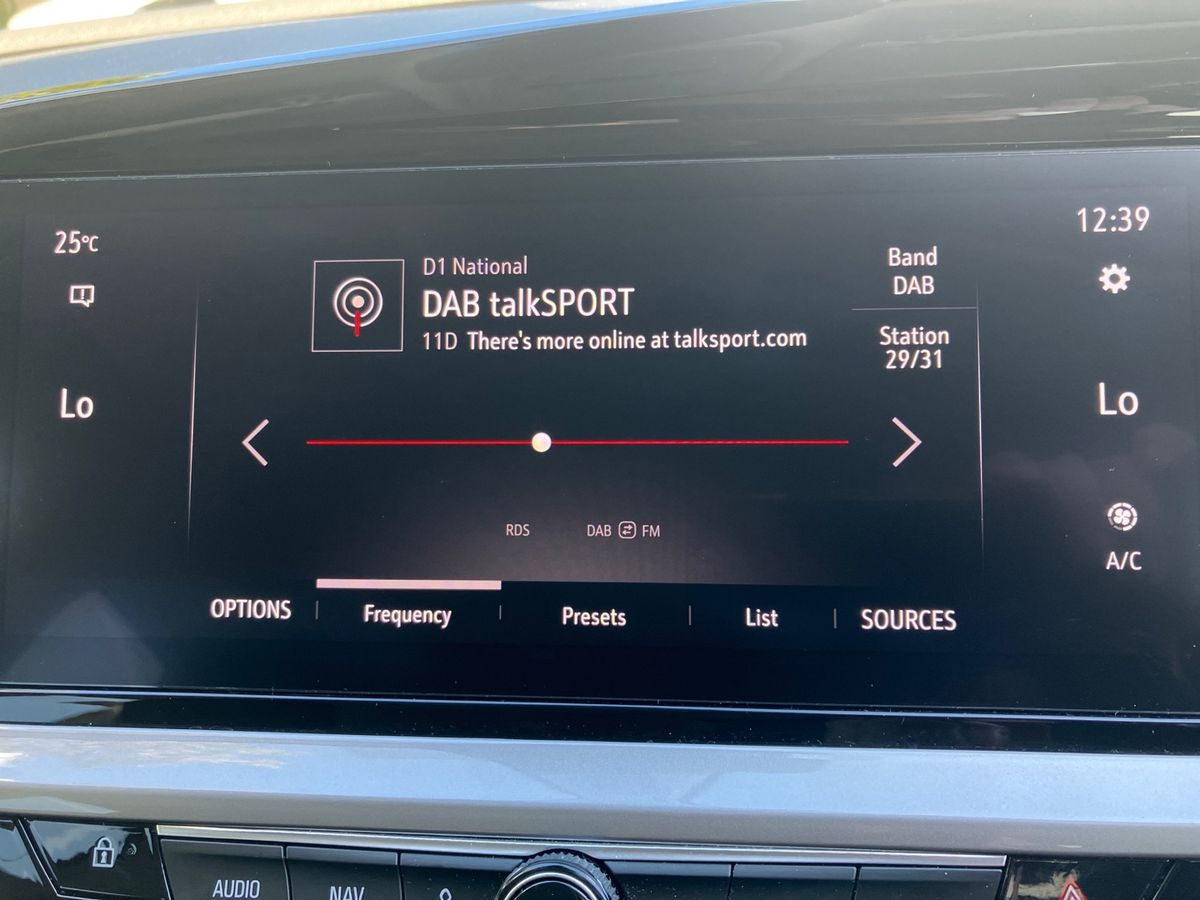 25°C
12:39
D1 National
DAB talkSPORT
11D There's more online at talksport.com
Band
DAB
Station
29/31
Lo
Lo
RDS
DAB FM
A/C
OPTIONS
Frequency
Presets
List
SOURCES
AUDIO
NAV